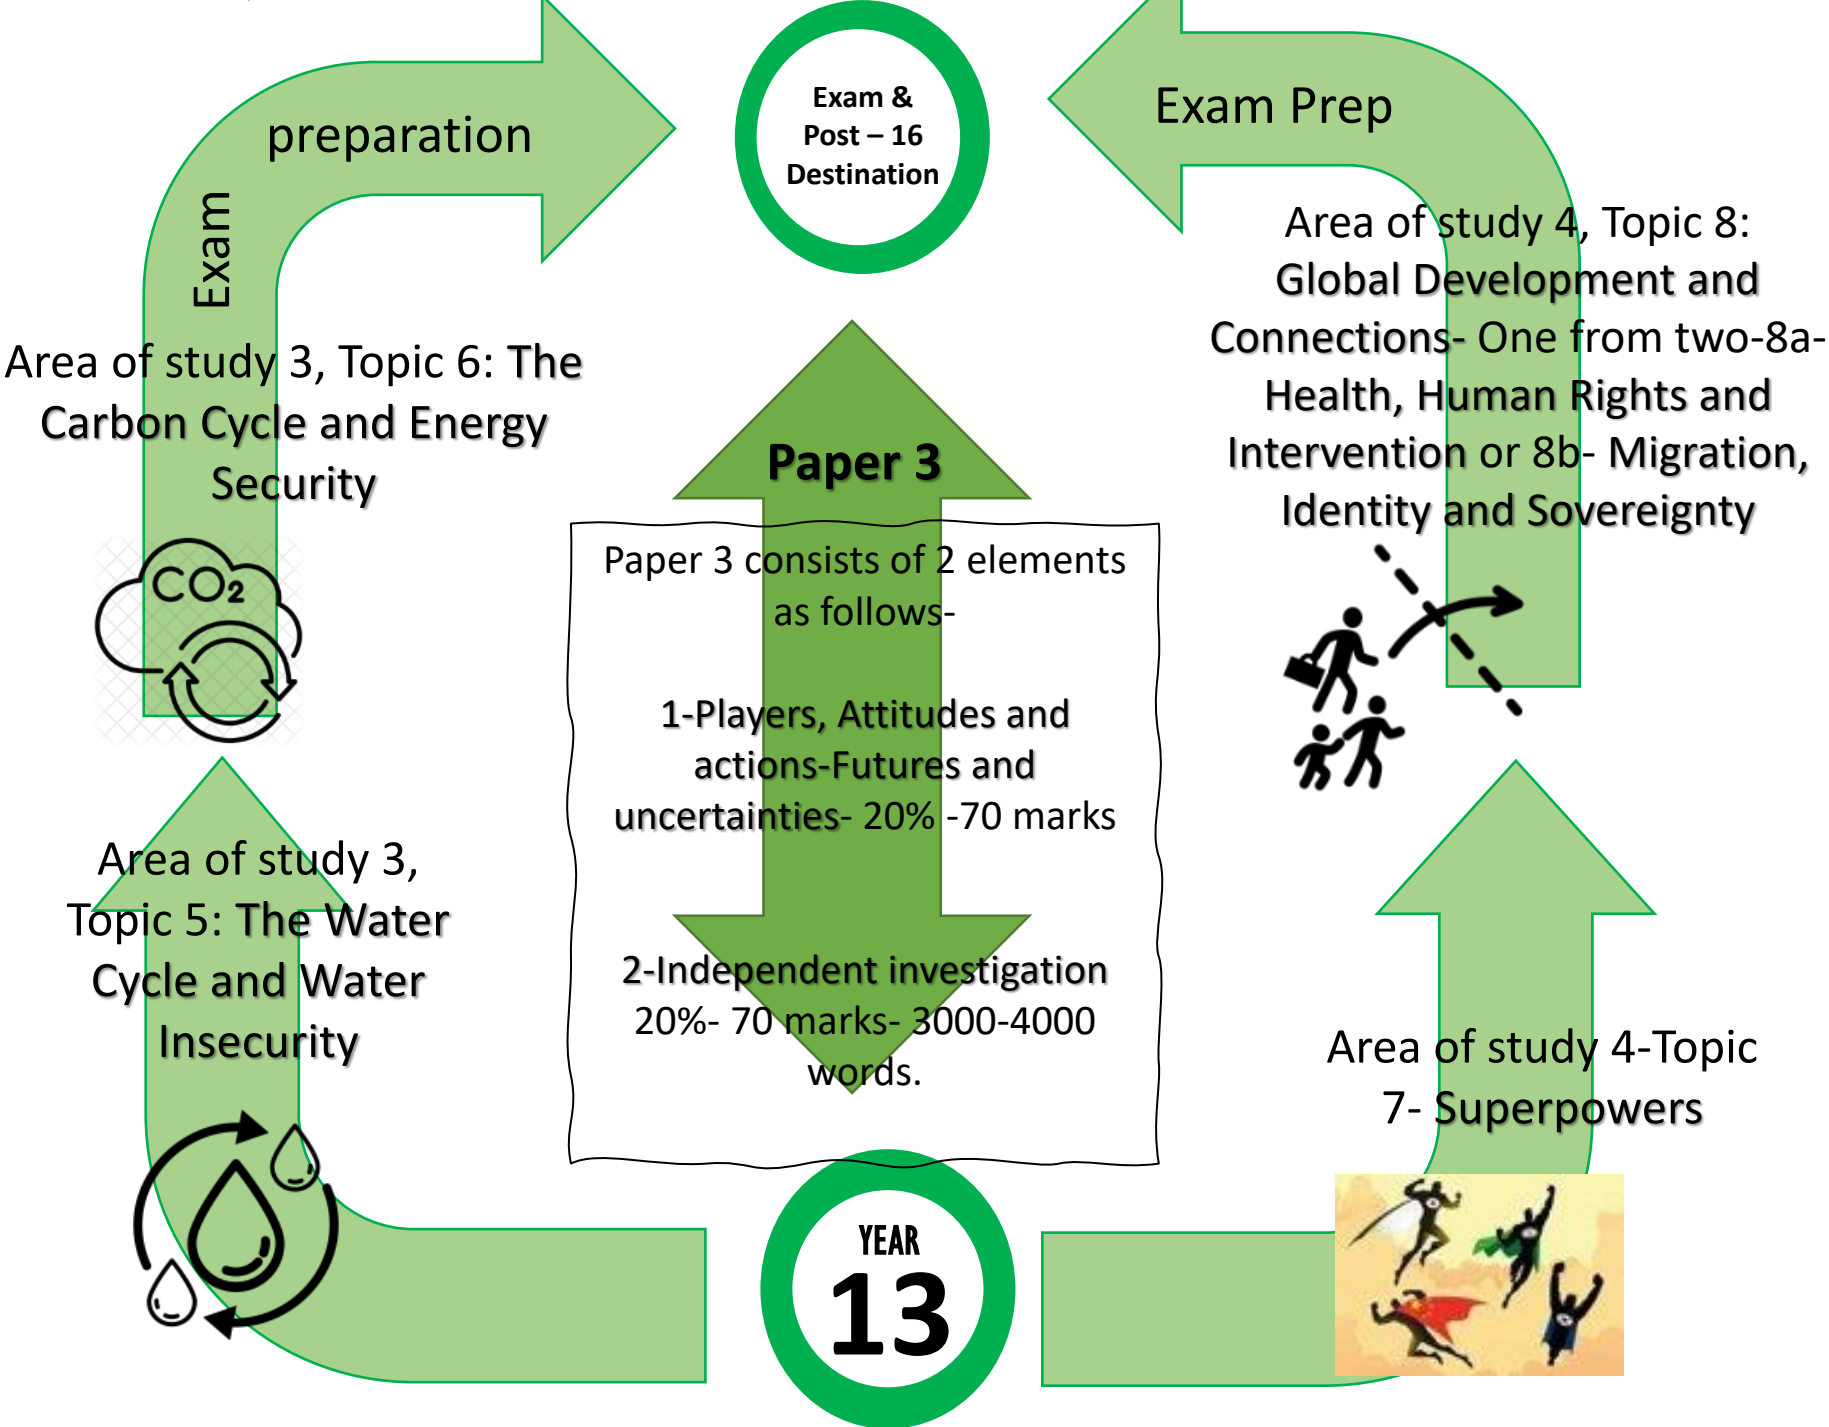 Exam &
Post – 16
Destination
Exam
preparation
Exam Prep
Area of study 3, Topic 6: The
Carbon Cycle and Energy
Security
CO2
Area of study 3,
Topic 5: The Water
Cycle and Water
Insecurity
Paper 3
Paper 3 consists of 2 elements
as follows-
1-Players, Attitudes and
actions-Futures and
uncertainties- 20% -70 marks
2-Independent investigation
20%- 70 marks- 3000-4000
words.
Area of study 4, Topic 8:
Global Development and
Connections- One from two-8a-
Health, Human Rights and
Intervention or 8b- Migration,
Identity and Sovereignty
Area of study 4-Topic
7- Superpowers
YEAR
13